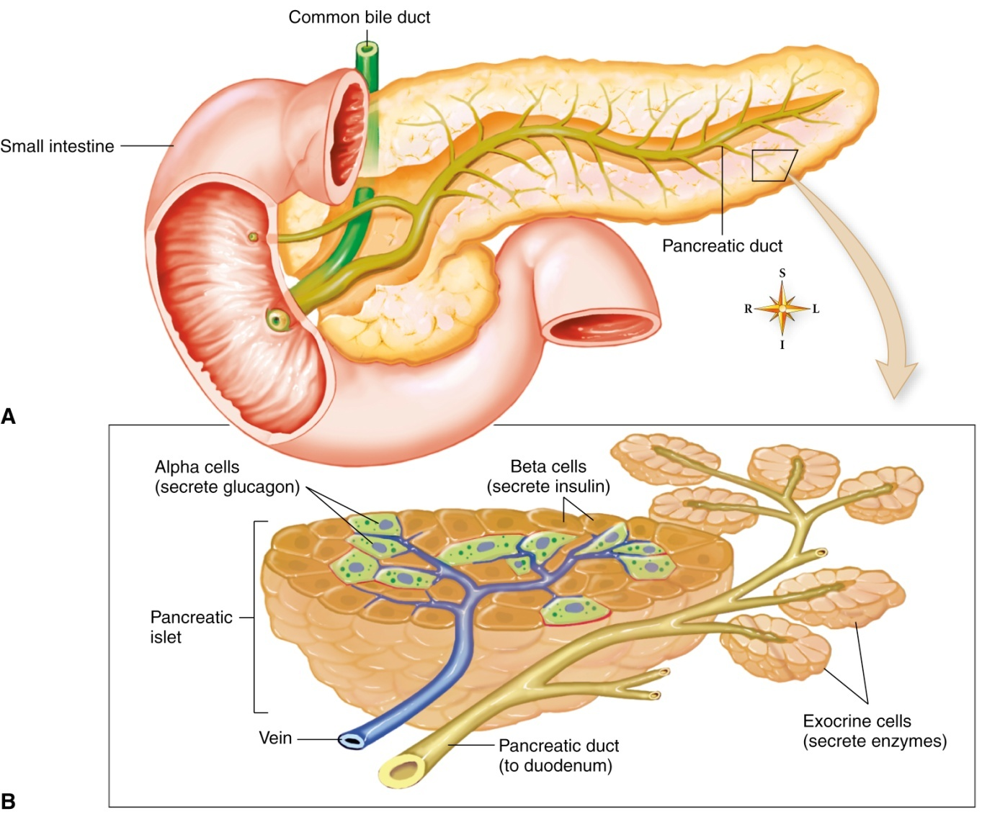 Common bile duct
Small intestine
Pancreatic duct
S
R
L
I
A
Alpha cells
(secrete glucagon)
Beta cells
(secrete insulin)
Pancreatic
islet
Vein
Pancreatic duct
(to duodenum)
Exocrine cells
(secrete enzymes)
B